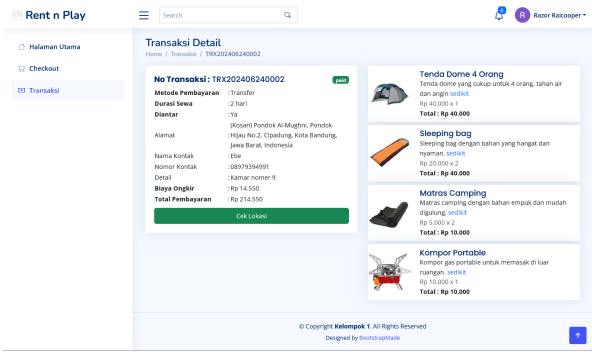 Rent n Play
Search
6
R
Razor Raicooper
Halaman Utama
Checkout
Transaksi
Transaksi Detail
Home / Transaksi / TRX202406240002
No Transaksi : TRX202406240002
paid
Metode Pembayaran : Transfer
Durasi Sewa : 2 hari
Diantar : Ya
Alamat : (Kosan) Pondok Al-Mughni, Pondok
Hijau No.2, Cipadung, Kota Bandung,
Jawa Barat, Indonesia
Nama Kontak : Ebe
Nomor Kontak : 08979394991
Detail : Kamar nomer 9
Biaya Ongkir : Rp 14.550
Total Pembayaran : Rp 214.550
Cek Lokasi
Tenda Dome 4 Orang
Tenda dome yang cukup untuk 4 orang, tahan air
dan angin sedikit
Rp 40.000 x 1
Total : Rp 40.000
Sleeping bag
Sleeping bag dengan bahan yang hangat dan
nyaman. sedikit
Rp 20.000 x 2
Total : Rp 40.000
Matras Camping
Matras camping dengan bahan empuk dan mudah
digulung. sedikit
Rp 5.000 x 2
Total : Rp 10.000
Kompor Portable
Kompor gas portable untuk memasak di luar
ruangan. sedikit
Rp 10.000 x 1
Total : Rp 10.000
© Copyright Kelompok 1. All Rights Reserved
Designed by BootstrapMade